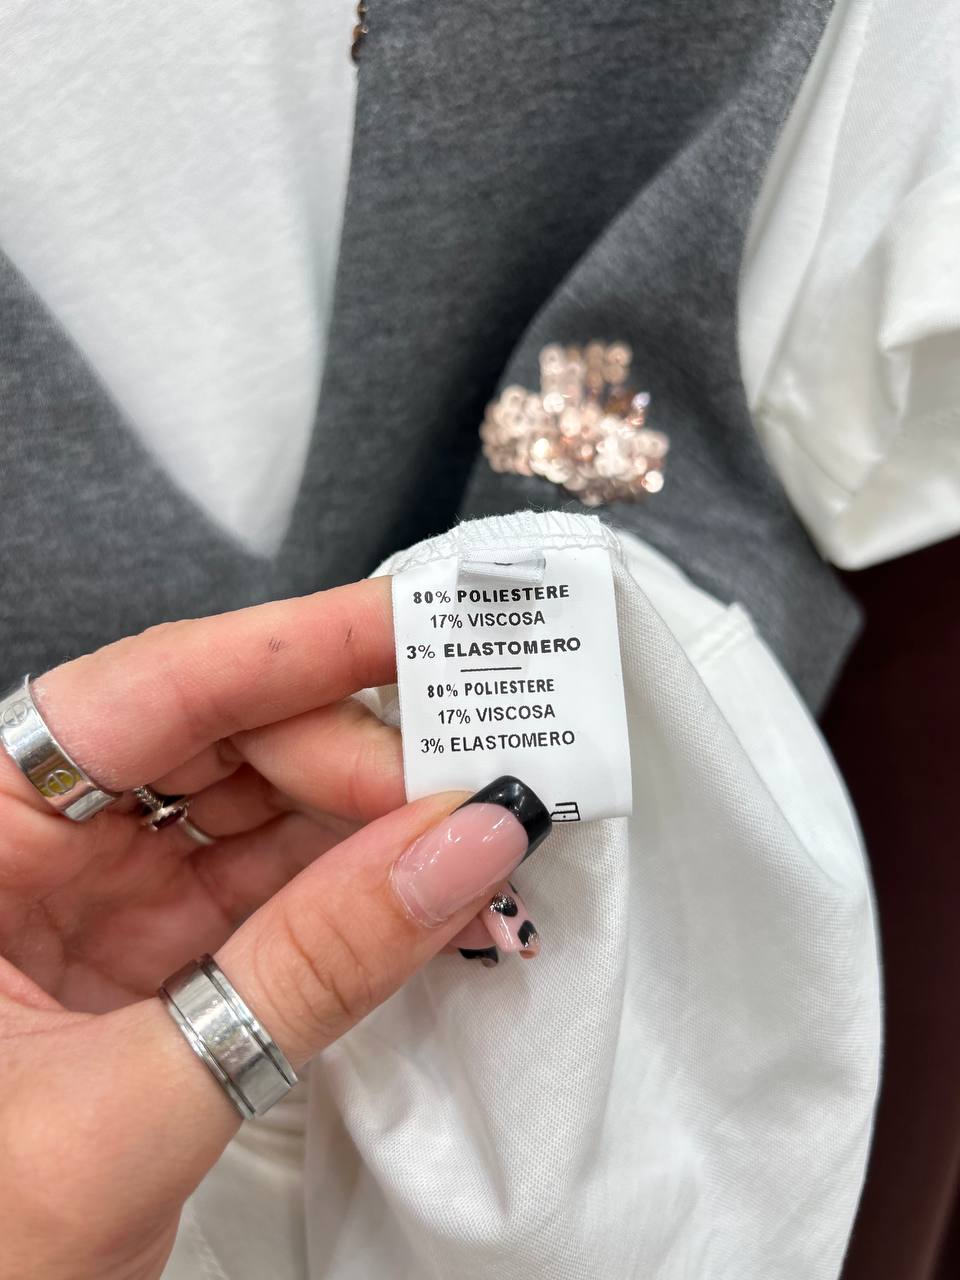 80% POLIESTERE
17% VISCOSA
3% ELASTOMERO
80% POLIESTERE
17% VISCOSA
3% ELASTOMERO